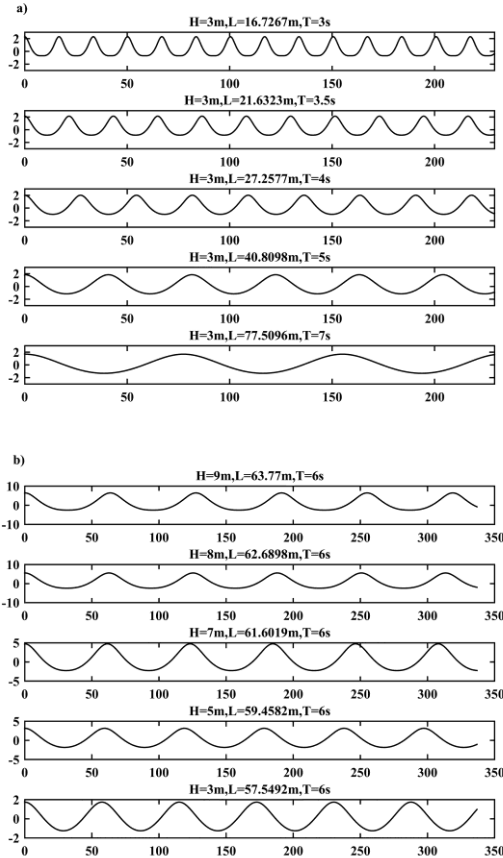 a)
H=3m,L=16.7267m,T=3s
2
0
-2
0 50 100 150 200
H=3m,L=21.6323m,T=3.5s
2
0
-2
0 50 100 150 200
H=3m,L=27.2577m,T=4s
2
0
-2
0 50 100 150 200
H=3m,L=40.8098m,T=5s
2
0
-2
0 50 100 150 200
H=3m,L=77.5096m,T=7s
2
0
-2
0 50 100 150 200
b)
H=9m,L=63.77m,T=6s
10
0
-10
0 50 100 150 200 250 300 350
H=8m,L=62.6898m,T=6s
10
0
-10
0 50 100 150 200 250 300 350
H=7m,L=61.6019m,T=6s
5
0
-5
0 50 100 150 200 250 300 350
H=5m,L=59.4582m,T=6s
5
0
-5
0 50 100 150 200 250 300 350
H=3m,L=57.5492m,T=6s
2
0
-2
0 50 100 150 200 250 300 350